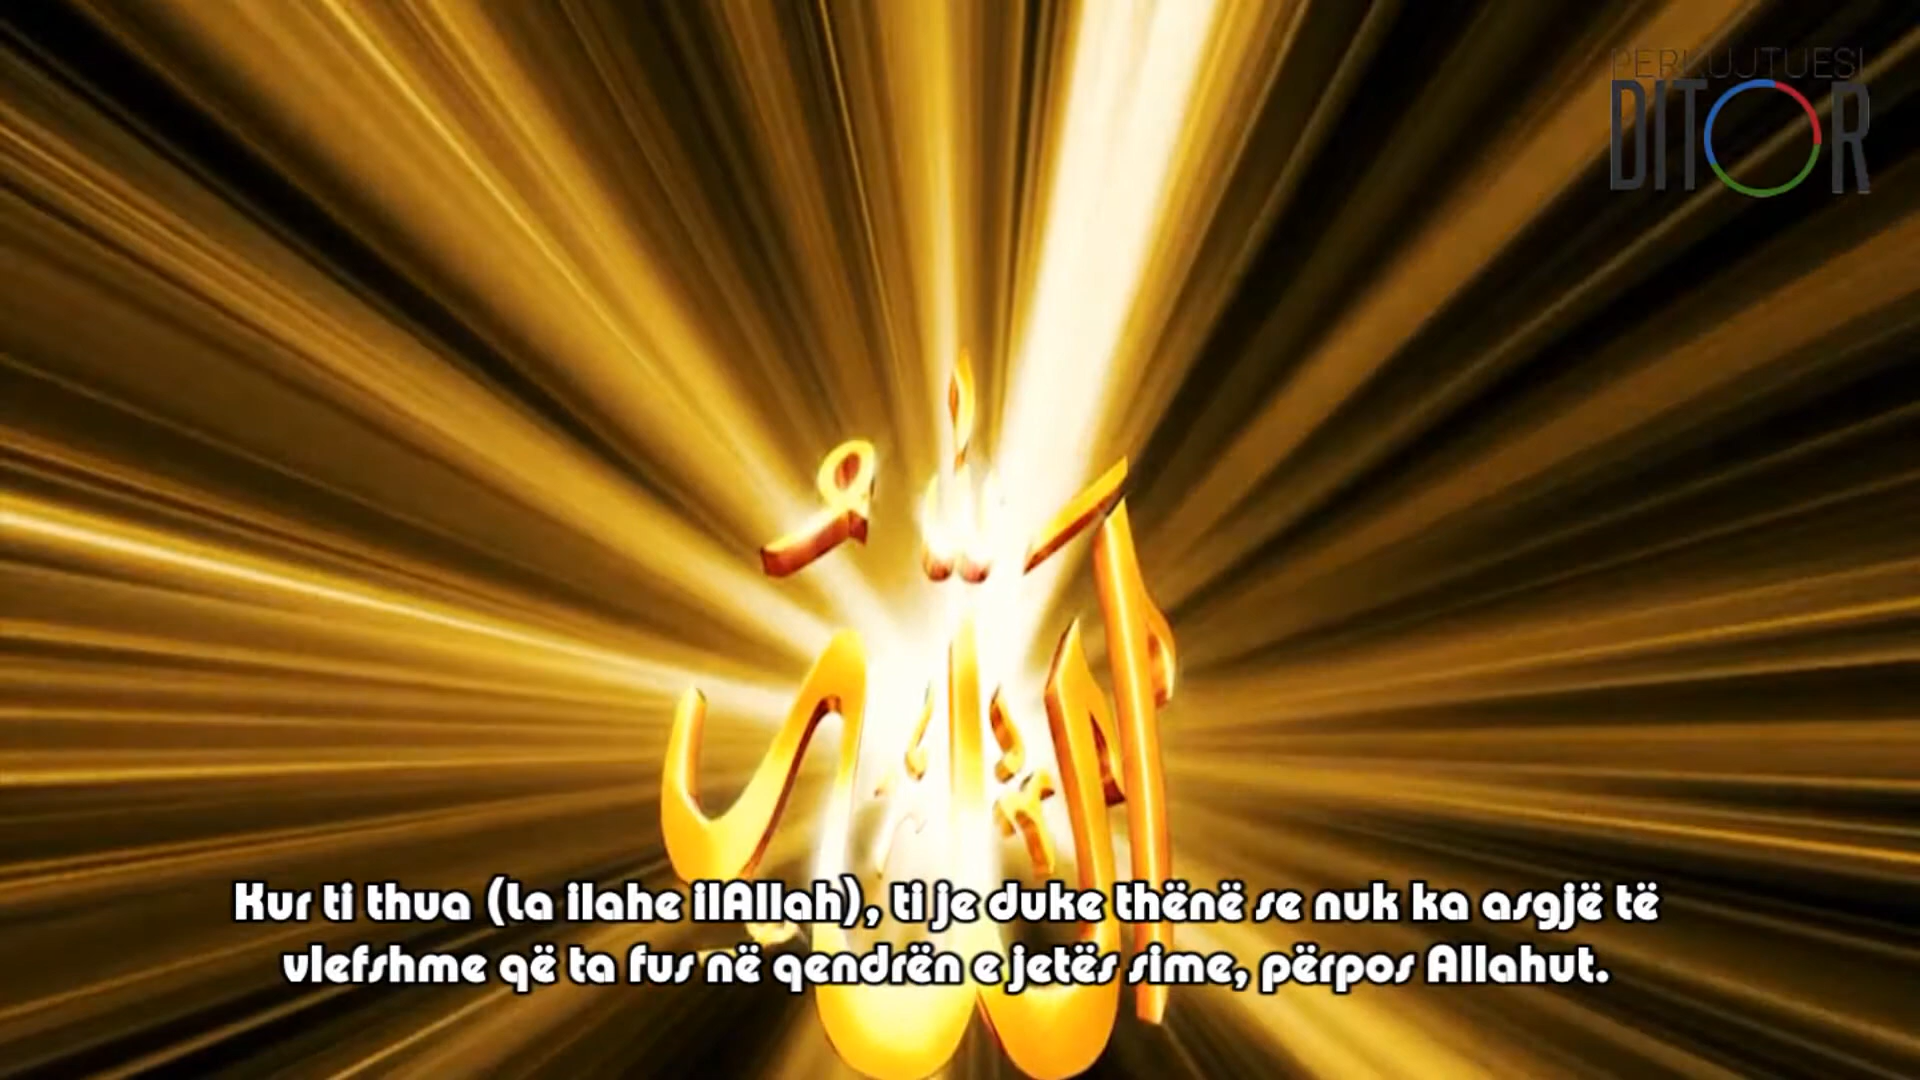 PERKUJTUESI
DITOR
Kur ti thua (La ilahe ilAllah), ti je duke thënë se nuk ka asgjë të
vlefshme që ta fus në qendrën e jetës sime, përpos Allahut.